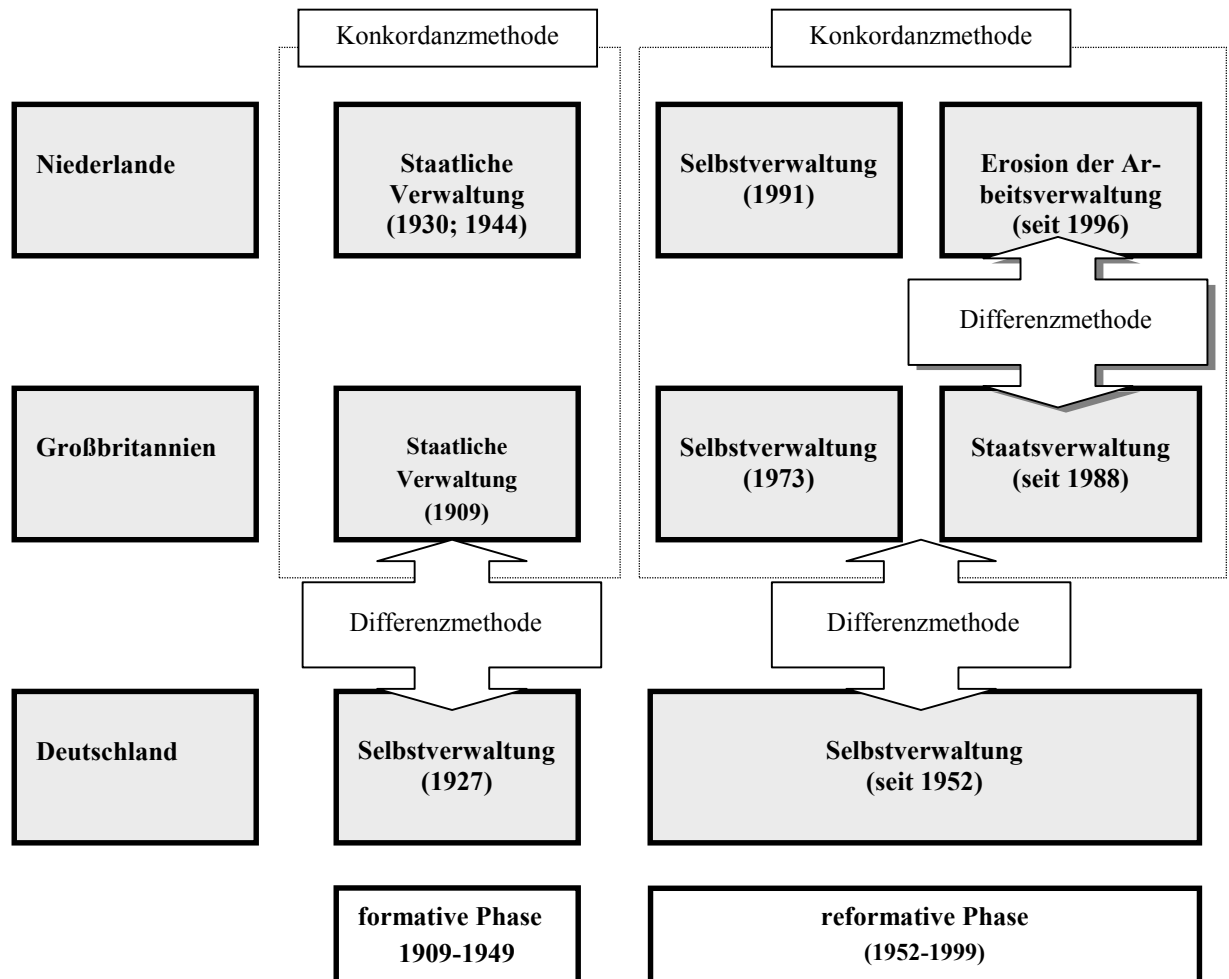 Konkordanzmethode
Konkordanzmethode
Niederlande
Staatliche
Verwaltung
(1930; 1944)
Selbstverwaltung
(1991)
Erosion der Ar-
beitsverwaltung
(seit 1996)
Differenzmethode
Großbritannien
Staatliche
Verwaltung
(1909)
Selbstverwaltung
(1973)
Staatsverwaltung
(seit 1988)
Differenzmethode
Differenzmethode
Deutschland
Selbstverwaltung
(1927)
Selbstverwaltung
(seit 1952)
formative Phase
1909-1949
reformative Phase
(1952-1999)